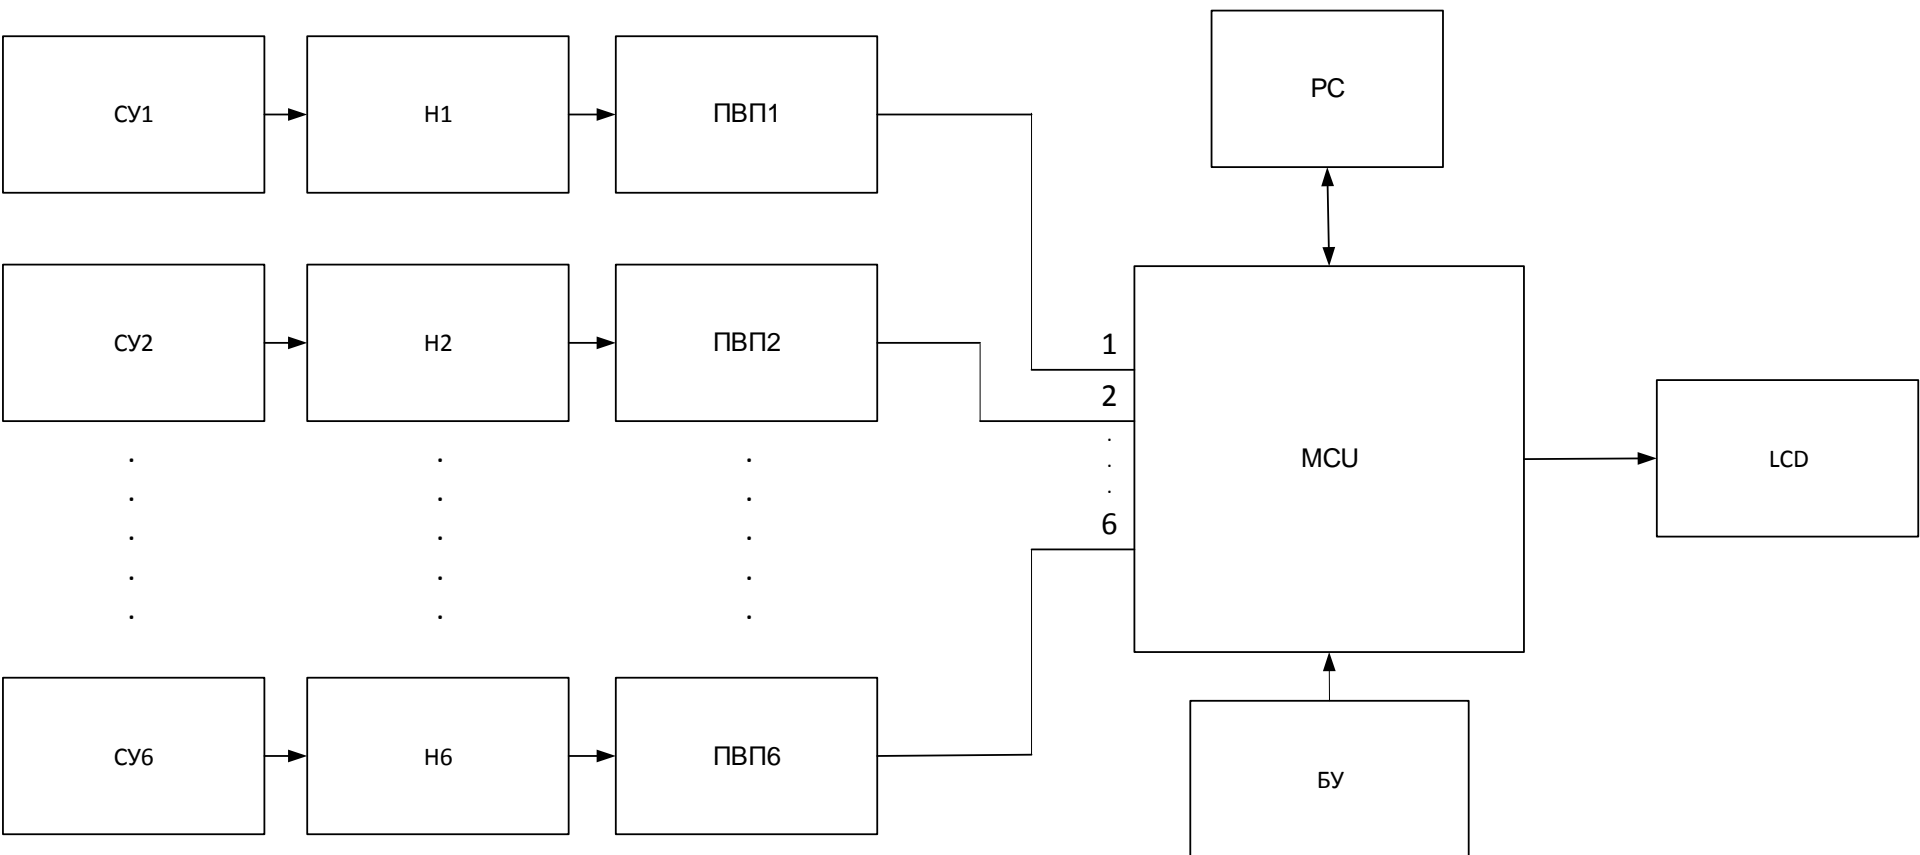 СУ1
Н1
ПВП1
PC
СУ2
Н2
ПВП2
1
2
.
.
.
6
MCU
LCD
. . .
. . .
. . .
. . .
. . .
СУ6
Н6
ПВП6
БУ